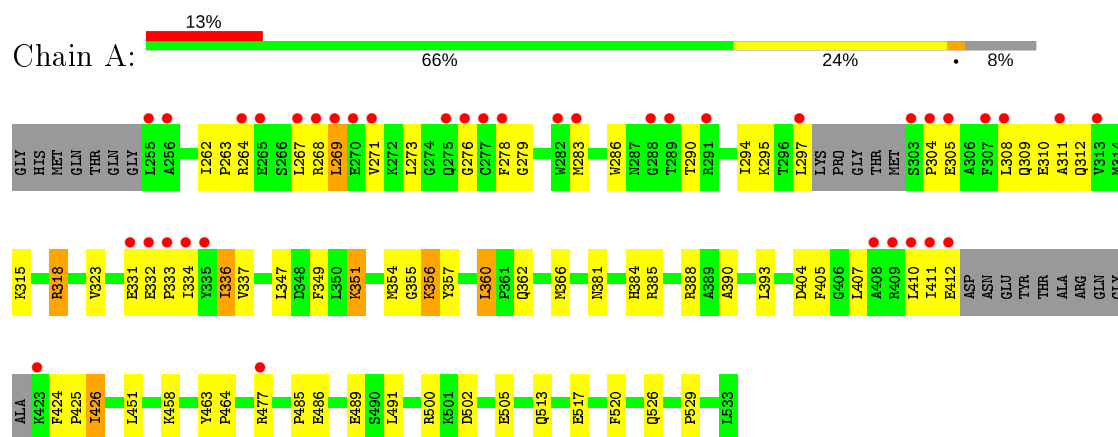 13%
Chain A:
66% 24% • 8%
GLY HIS MET GLN THR GLN GLY L255 A256 I262 P263 R264 E265 S266 L267 R268 L269 E270 V271 K272 L273 G274 Q275 G276 C277 F278 G279 W282 M283 W286 N287 G288 T289 T290 R291 I294 K295 T296 L297 LYS PRO GLY THR MET S303 P304 E305 A306 F307 L308 Q309 E310 A311 Q312 V313 M314
K315 R318 V323 E331 E332 P333 I334 Y335 I336 V337 L347 D348 F349 L350 K351 M354 G355 K356 Y357 L360 P361 Q362 M366 N381 H384 R385 R388 A389 A390 L393 D404 F405 G406 L407 A408 R409 L410 I411 E412 ASP ASN GLU TYR THR ALA ARG GLN GLY
ALA K423 F424 P425 I426 L451 K458 Y463 P464 R477 P485 E486 E489 S490 L491 R500 K501 D502 E505 Q513 E517 F520 Q526 P529 L533